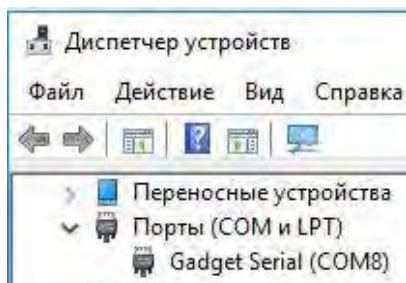 Диспетчер устройств
Файл Действие Вид Справка
Переносные устройства
Порты (COM и LPT)
Gadget Serial (COM8)